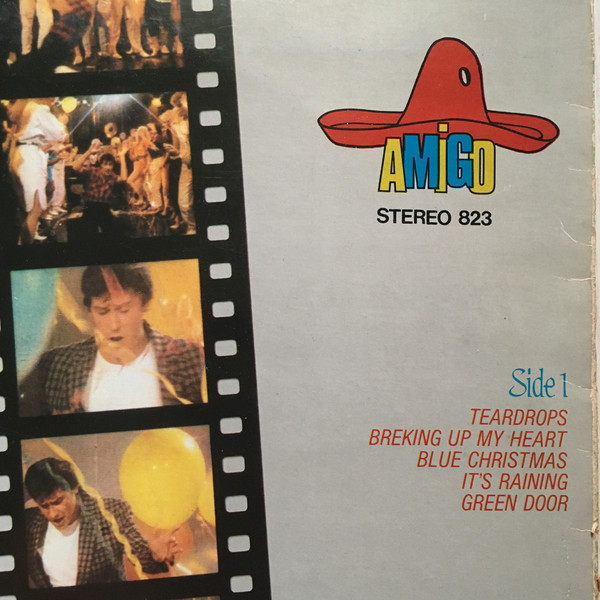 AMiGO
STEREO 823
Side 1
TEARDROPS
BREKING UP MY HEART
BLUE CHRISTMAS
IT'S RAINING
GREEN DOOR